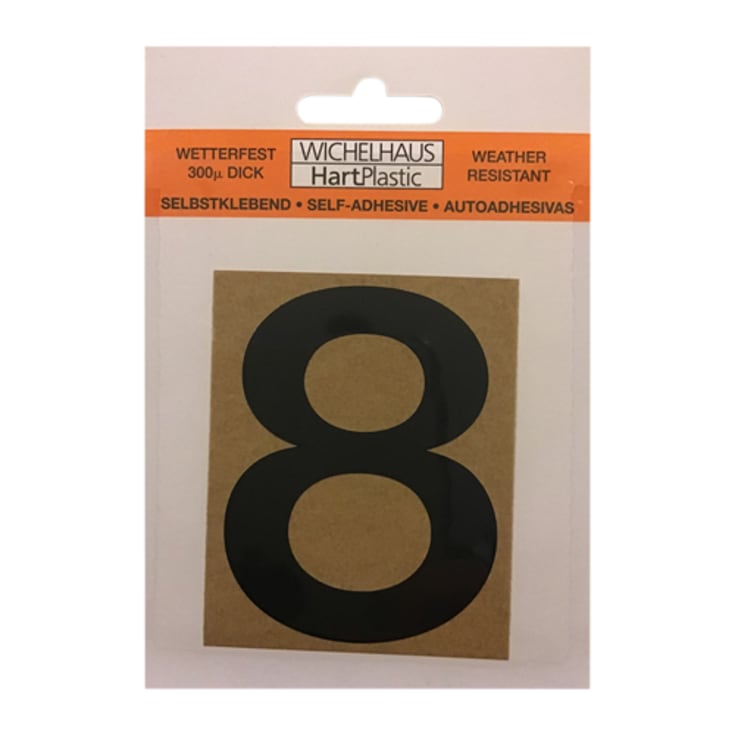 WETTERFEST
300µ DICK
WICHELHAUS
HartPlastic
WEATHER
RESISTANT
SELBSTKLEBEND • SELF-ADHESIVE • AUTOADHESIVAS
8